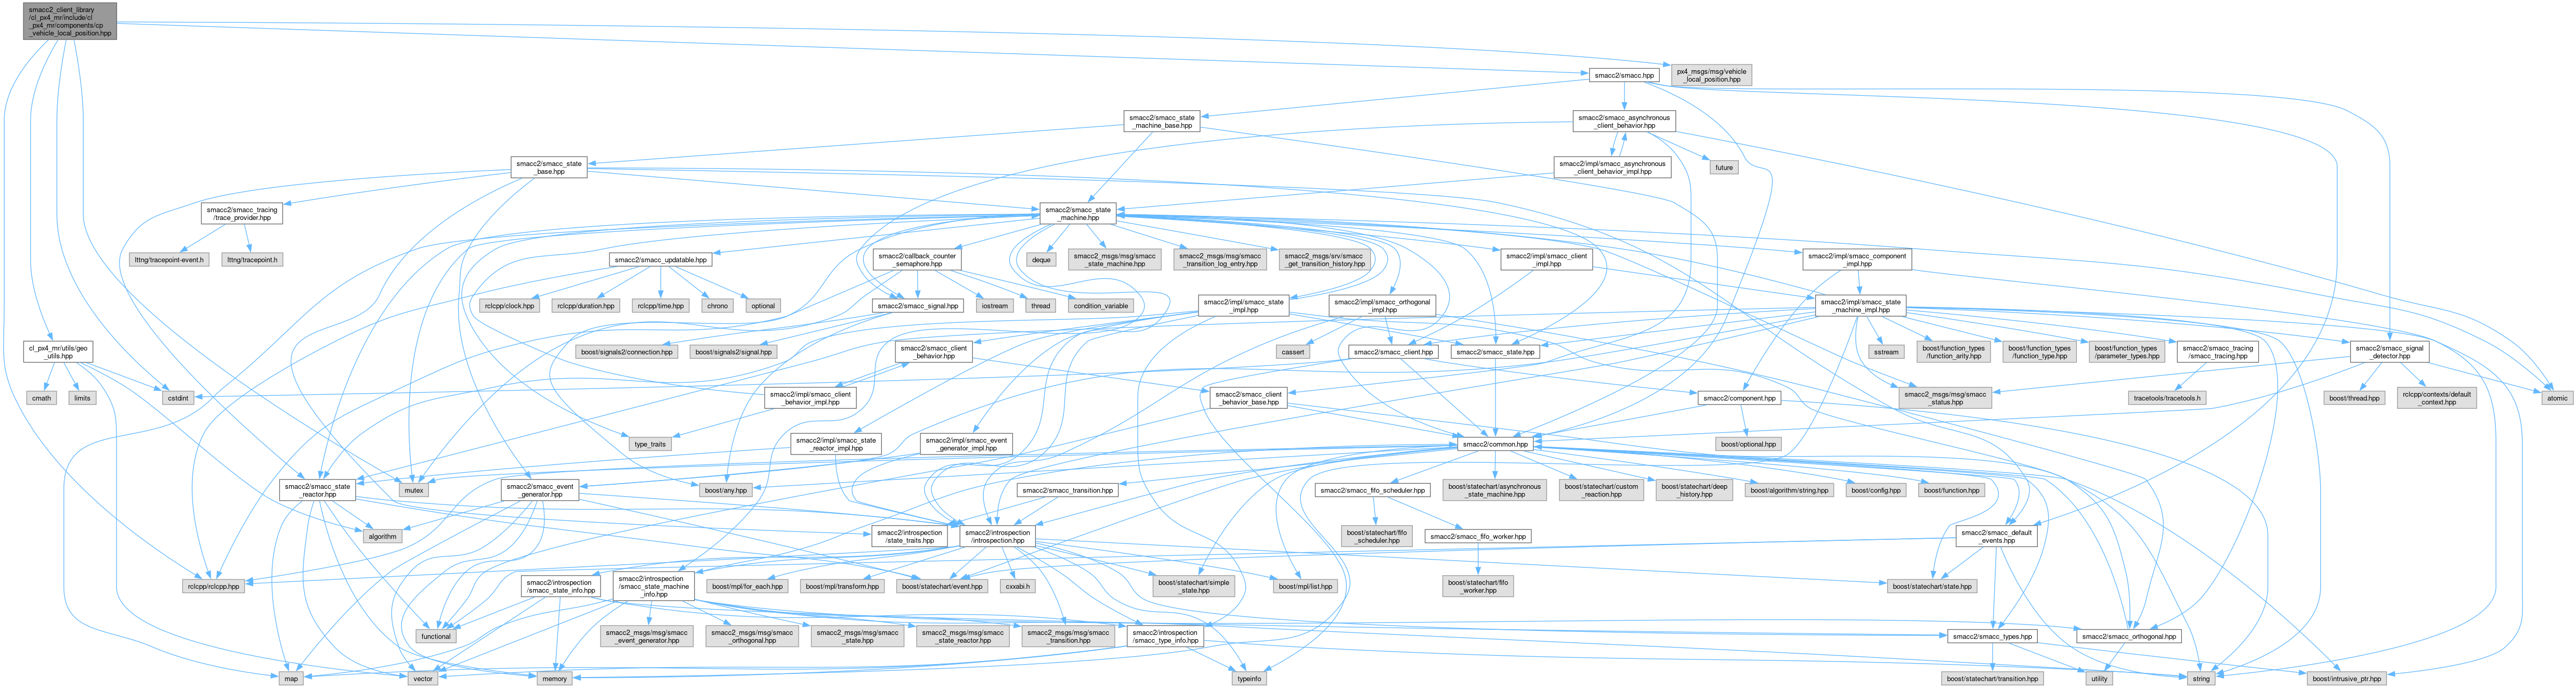 smacc2_client_library
/cl_px4_mr/include/cl
_px4_mr/components/cp
_vehicle_local_position.hpp
px4_msgs/msg/vehicle
_local_position.hpp
smacc2/smacc.hpp
smacc2/smacc_state
_machine_base.hpp
smacc2/smacc_asynchronous
_client_behavior.hpp
smacc2/smacc_state
_base.hpp
smacc2/impl/smacc_asynchronous
_client_behavior_impl.hpp
future
smacc2/smacc_tracing
/trace_provider.hpp
smacc2/smacc_state
_machine.hpp
lttng/tracepoint-event.h
lttng/tracepoint.h
smacc2/smacc_updatable.hpp
smacc2/callback_counter
_semaphore.hpp
deque
smacc2_msgs/msg/smacc
_state_machine.hpp
smacc2_msgs/msg/smacc
_transition_log_entry.hpp
smacc2_msgs/srv/smacc
_get_transition_history.hpp
smacc2/impl/smacc_client
_impl.hpp
smacc2/impl/smacc_component
_impl.hpp
rclcpp/clock.hpp
rclcpp/duration.hpp
rclcpp/time.hpp
chrono
optional
smacc2/smacc_signal.hpp
iostream
thread
condition_variable
smacc2/impl/smacc_state
_impl.hpp
smacc2/impl/smacc_orthogonal
_impl.hpp
smacc2/impl/smacc_state
_machine_impl.hpp
cl_px4_mr/utils/geo
_utils.hpp
boost/signals2/connection.hpp
boost/signals2/signal.hpp
smacc2/smacc_client
_behavior.hpp
cassert
smacc2/smacc_client.hpp
smacc2/smacc_state.hpp
sstream
boost/function_types
/function_arity.hpp
boost/function_types
/function_type.hpp
boost/function_types
/parameter_types.hpp
smacc2/smacc_tracing
/smacc_tracing.hpp
smacc2/smacc_signal
_detector.hpp
cmath
limits
cstdint
smacc2/impl/smacc_client
_behavior_impl.hpp
smacc2/smacc_client
_behavior_base.hpp
smacc2/component.hpp
smacc2_msgs/msg/smacc
_status.hpp
tracetools/tracetools.h
boost/thread.hpp
rclcpp/contexts/default
_context.hpp
atomic
type_traits
smacc2/impl/smacc_state
_reactor_impl.hpp
smacc2/impl/smacc_event
_generator_impl.hpp
smacc2/common.hpp
boost/optional.hpp
smacc2/smacc_state
_reactor.hpp
mutex
smacc2/smacc_event
_generator.hpp
boost/any.hpp
smacc2/smacc_transition.hpp
smacc2/smacc_fifo_scheduler.hpp
boost/statechart/asynchronous
_state_machine.hpp
boost/statechart/custom
_reaction.hpp
boost/statechart/deep
_history.hpp
boost/algorithm/string.hpp
boost/config.hpp
boost/function.hpp
algorithm
smacc2/introspection
/state_traits.hpp
smacc2/introspection
/introspection.hpp
boost/statechart/fifo
_scheduler.hpp
smacc2/smacc_fifo_worker.hpp
smacc2/smacc_default
_events.hpp
rclcpp/rclcpp.hpp
smacc2/introspection
/smacc_state_info.hpp
smacc2/introspection
/smacc_state_machine
_info.hpp
boost/mpl/for_each.hpp
boost/mpl/transform.hpp
boost/statechart/event.hpp
cxxabi.h
boost/statechart/simple
_state.hpp
boost/mpl/list.hpp
boost/statechart/fifo
_worker.hpp
boost/statechart/state.hpp
functional
smacc2_msgs/msg/smacc
_event_generator.hpp
smacc2_msgs/msg/smacc
_orthogonal.hpp
smacc2_msgs/msg/smacc
_state.hpp
smacc2_msgs/msg/smacc
_state_reactor.hpp
smacc2_msgs/msg/smacc
_transition.hpp
smacc2/introspection
/smacc_type_info.hpp
smacc2/smacc_types.hpp
smacc2/smacc_orthogonal.hpp
map
vector
memory
typeinfo
boost/statechart/transition.hpp
utility
string
boost/intrusive_ptr.hpp